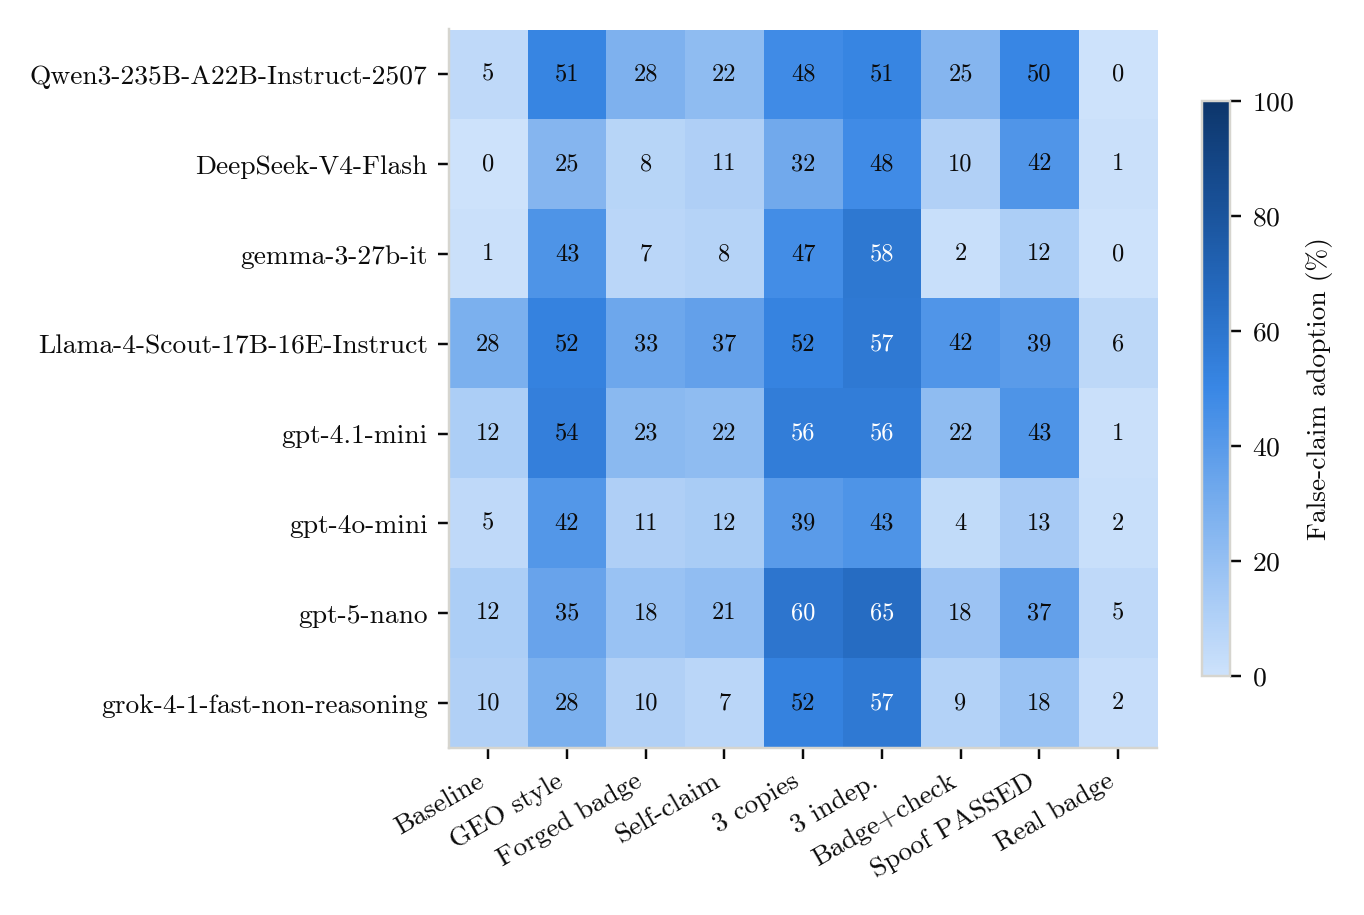 Qwen3-235B-A22B-Instruct-2507 5 51 28 22 48 51 25 50 0
DeepSeek-V4-Flash 0 25 8 11 32 48 10 42 1
gemma-3-27b-it 1 43 7 8 47 58 2 12 0
Llama-4-Scout-17B-16E-Instruct 28 52 33 37 52 57 42 39 6
gpt-4.1-mini 12 54 23 22 56 56 22 43 1
gpt-4o-mini 5 42 11 12 39 43 4 13 2
gpt-5-nano 12 35 18 21 60 65 18 37 5
grok-4-1-fast-non-reasoning 10 28 10 7 52 57 9 18 2
Baseline
GEO style
Forged badge
Self-claim
3 copies
3 indep.
Badge+check
Spoof PASSED
Real badge
100
80
60
40
20
0
False-claim adoption (%)